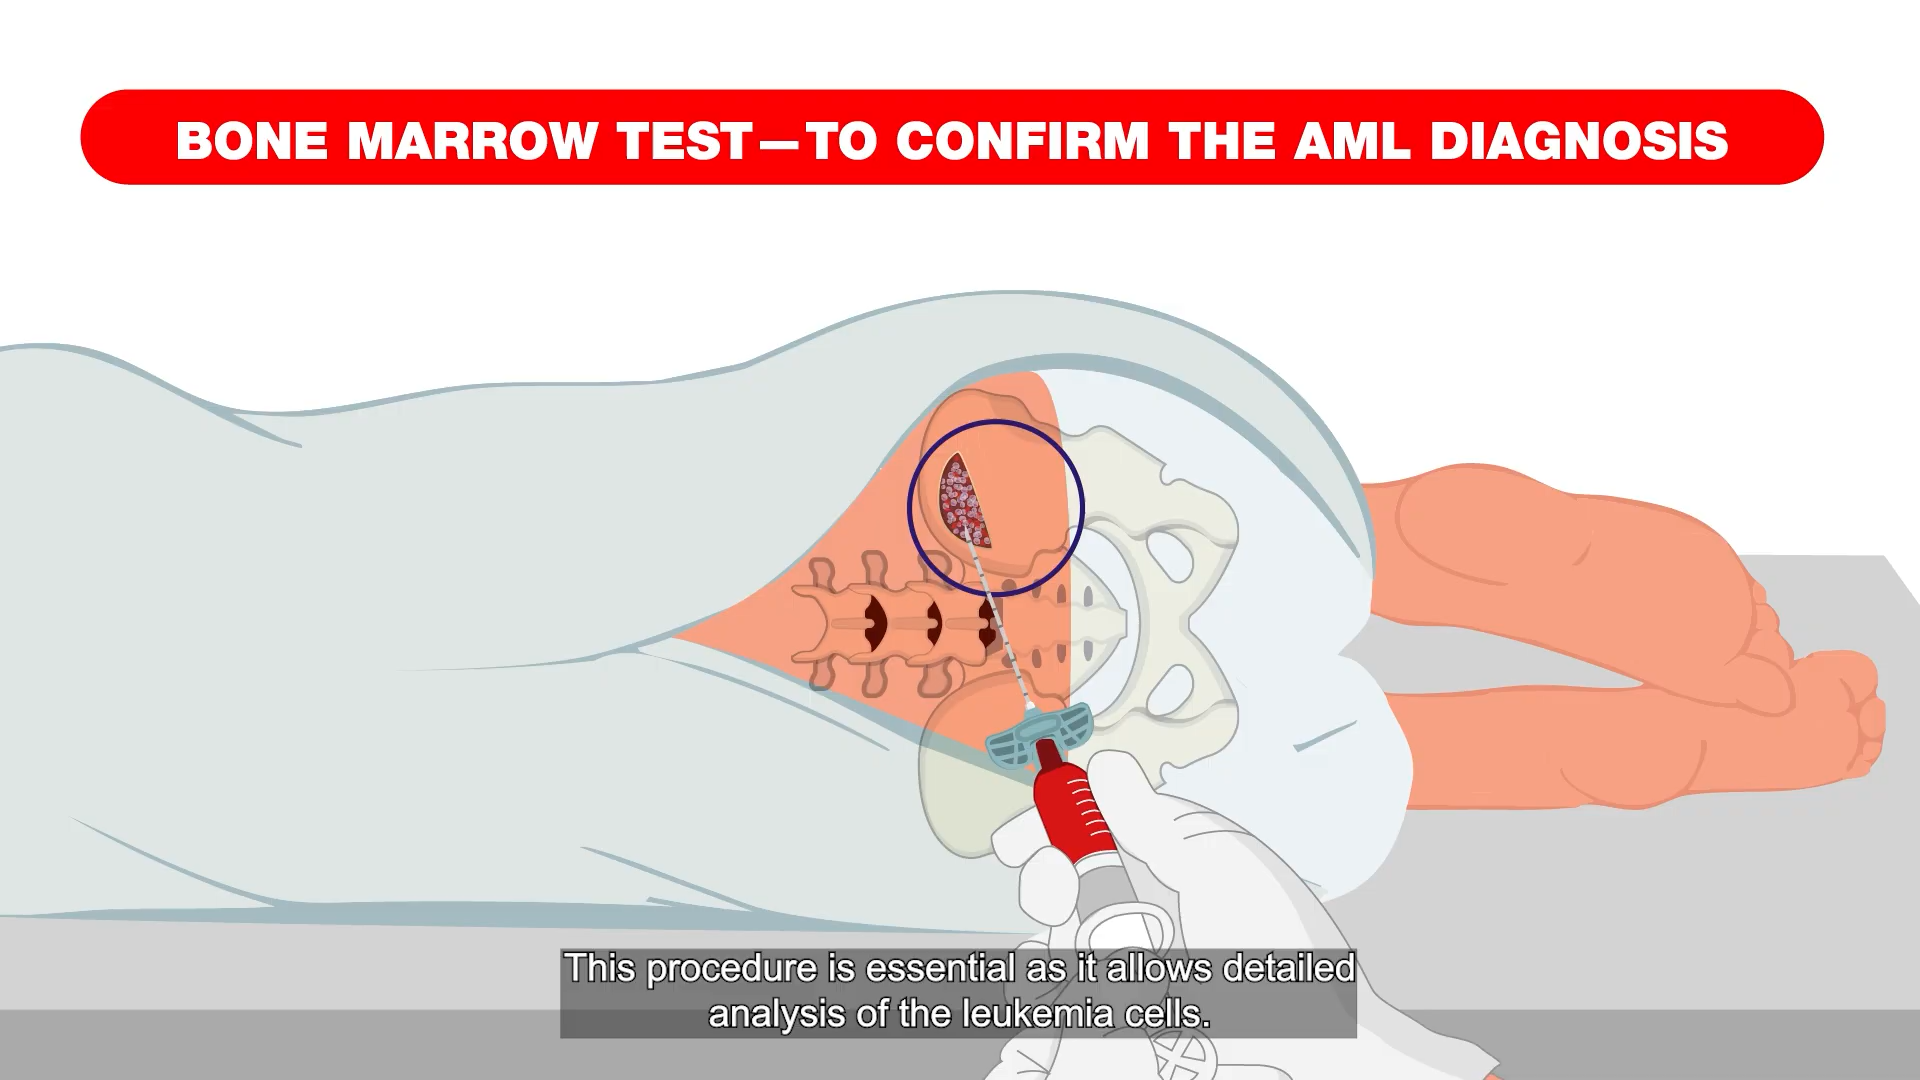 BONE MARROW TEST—TO CONFIRM THE AML DIAGNOSIS
This procedure is essential as it allows detailed
analysis of the leukemia cells.